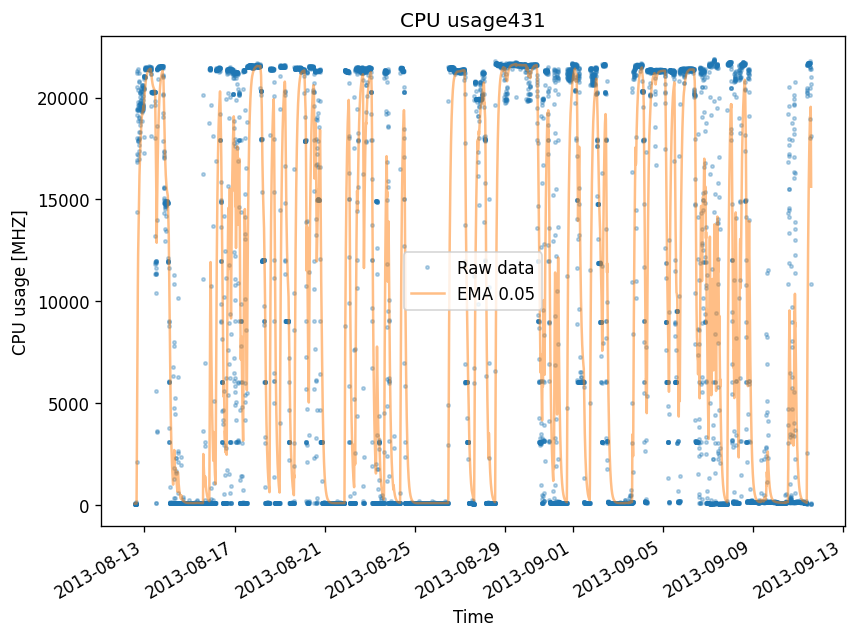 CPU usage431
CPU usage [MHZ]
20000
15000
10000
5000
0
Raw data
EMA 0.05
2013-08-13
2013-08-17
2013-08-21
2013-08-25
2013-08-29
2013-09-01
2013-09-05
2013-09-09
2013-09-13
Time